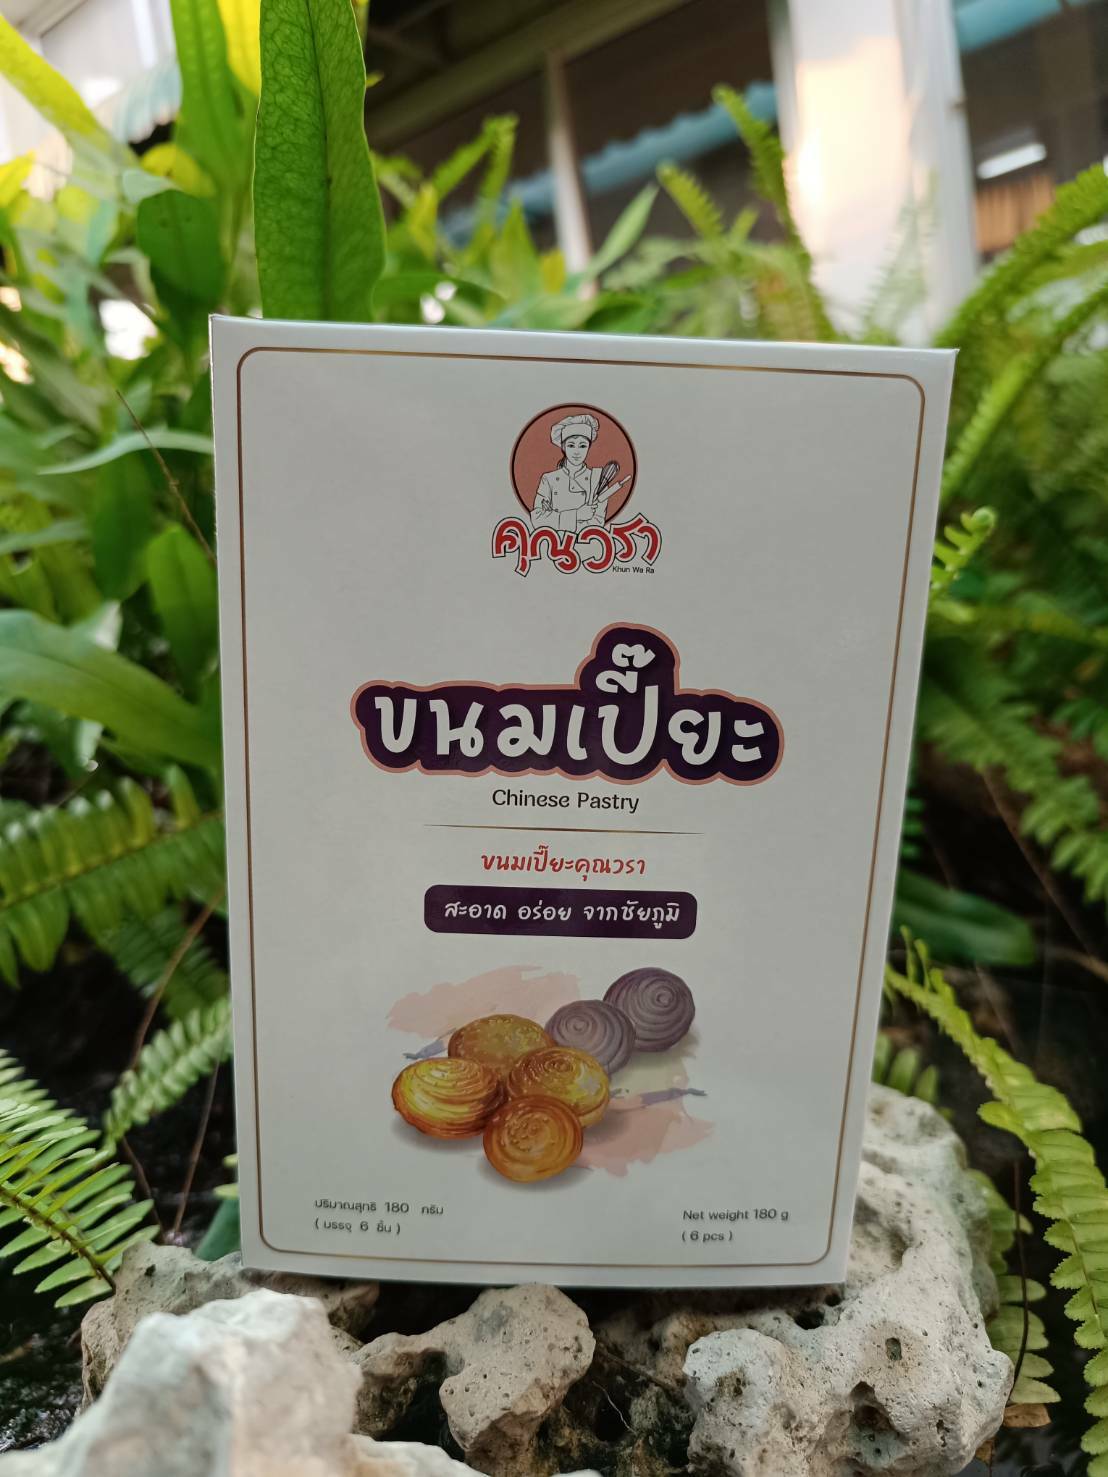 คุณวรา
Khun Wa Ra
ขนมเปี๊ยะ
Chinese Pastry
ขนมเปี๊ยะคุณวรา
สะอาด อร่อย จากชัยภูมิ
ปริมาณสุทธิ 180 กรัม
( บรรจุ 6 ชิ้น )
Net weight 180 g
( 6 pcs )